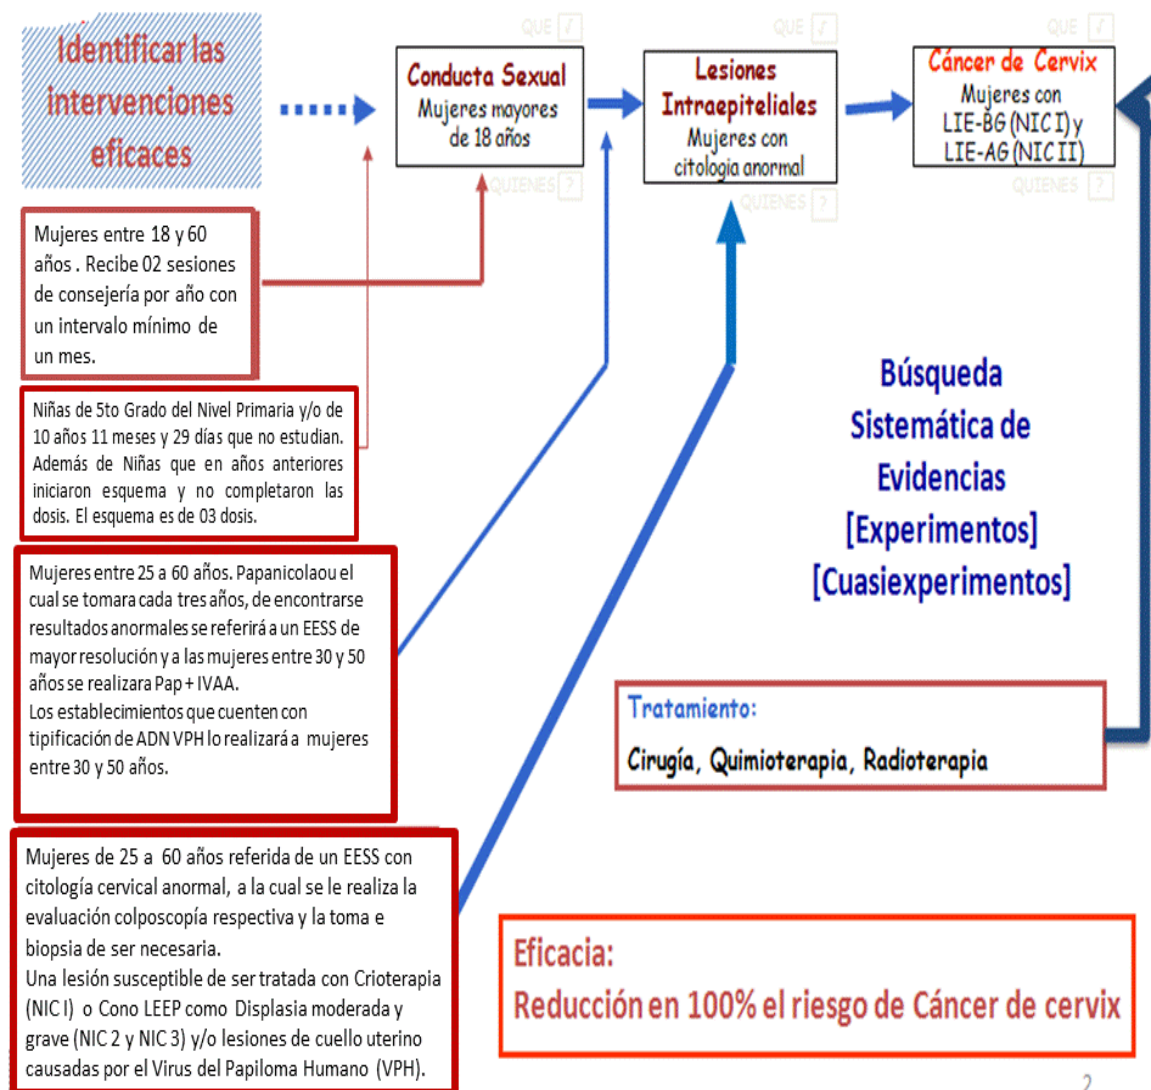 Identificar las
intervenciones
eficaces
QUE √
Conducta Sexual
Mujeres mayores
de 18 años
QUIENES ?
QUE √
Lesiones
Intraepiteliales
Mujeres con
citologia anormal
QUIENES ?
QUE √
Cáncer de Cervix
Mujeres con
LIE-BG (NIC I) y
LIE-AG (NIC II)
QUIENES ?
Mujeres entre 18 y 60
años . Recibe 02 sesiones
de consejería por año con
un intervalo mínimo de
un mes.
Niñas de 5to Grado del Nivel Primaria y/o de
10 años 11 meses y 29 días que no estudian.
Además de Niñas que en años anteriores
iniciaron esquema y no completaron las
dosis. El esquema es de 03 dosis.
Mujeres entre 25 a 60 años. Papanicolaou el
cual se tomara cada tres años, de encontrarse
resultados anormales se referirá a un EESS de
mayor resolución y a las mujeres entre 30 y 50
años se realizara Pap + IVAA.
Los establecimientos que cuenten con
tipificación de ADN VPH lo realizará a mujeres
entre 30 y 50 años.
Mujeres de 25 a 60 años referida de un EESS con
citología cervical anormal, a la cual se le realiza la
evaluación colposcopía respectiva y la toma e
biopsia de ser necesaria.
Una lesión susceptible de ser tratada con Crioterapia
(NIC I) o Cono LEEP como Displasia moderada y
grave (NIC 2 y NIC 3) y/o lesiones de cuello uterino
causadas por el Virus del Papiloma Humano (VPH).
Búsqueda
Sistemática de
Evidencias
[Experimentos]
[Cuasiexperimentos]
Tratamiento:
Cirugía, Quimioterapia, Radioterapia
Eficacia:
Reducción en 100% el riesgo de Cáncer de cervix
2